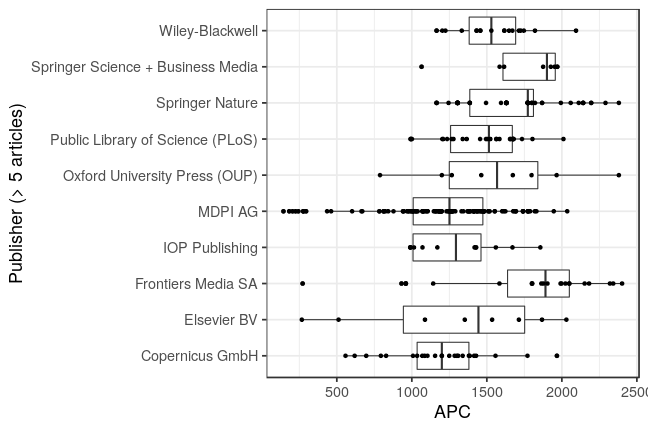 Wiley-Blackwell
Springer Science + Business Media
Springer Nature
Public Library of Science (PLoS)
Oxford University Press (OUP)
MDPI AG
IOP Publishing
Frontiers Media SA
Elsevier BV
Copernicus GmbH
Publisher (> 5 articles)
500 1000 1500 2000 2500
APC